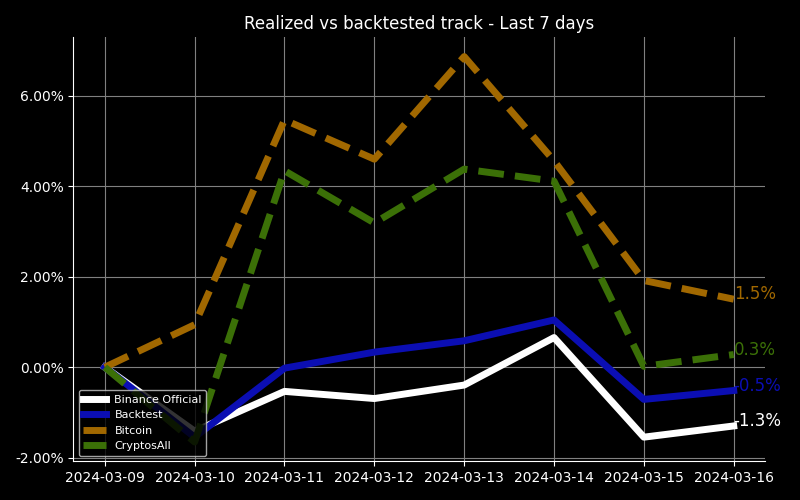 Realized vs backtested track - Last 7 days
6.00%
4.00%
2.00%
0.00%
-2.00%
1.5%
0.3%
-0.5%
-1.3%
Binance Official
Backtest
Bitcoin
CryptosAll
2024-03-09 2024-03-10 2024-03-11 2024-03-12 2024-03-13 2024-03-14 2024-03-15 2024-03-16